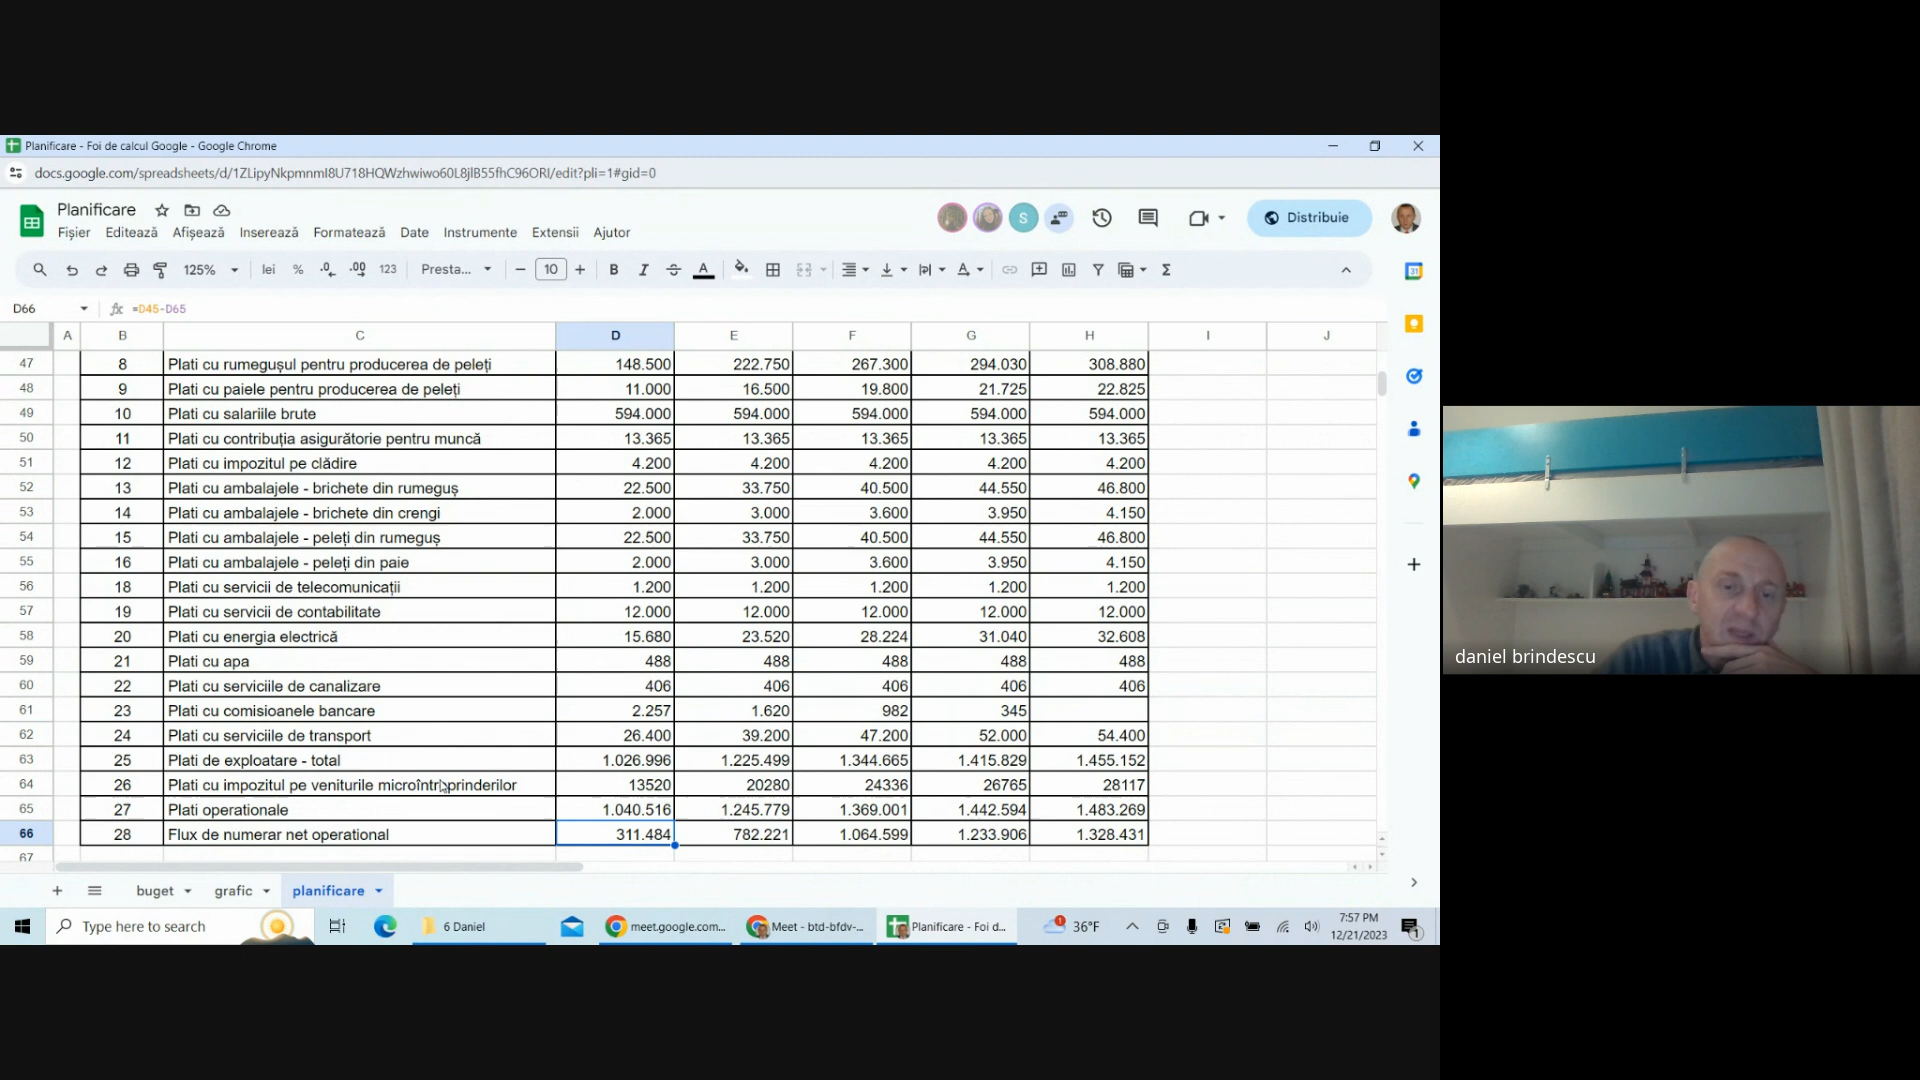 Planificare - Foi de calcul Google - Google Chrome
docs.google.com/spreadsheets/d/1ZLipyNkpmnmI8U718HQWzhwiwo60L8jlB55fhC96ORI/edit?pli=1#gid=0
Planificare
S
Distribuie
Fișier Editează Afișează Inserează Formatează Date Instrumente Extensii Ajutor
125% lei % .0 .00 123 Presta... − 10 + B I S A Σ
D66 fx =D45-D65
A B C D E F G H I J
47 8 Plati cu rumegușul pentru producerea de peleți 148.500 222.750 267.300 294.030 308.880
48 9 Plati cu paiele pentru producerea de peleți 11.000 16.500 19.800 21.725 22.825
49 10 Plati cu salariile brute 594.000 594.000 594.000 594.000 594.000
50 11 Plati cu contribuția asigurătorie pentru muncă 13.365 13.365 13.365 13.365 13.365
51 12 Plati cu impozitul pe clădire 4.200 4.200 4.200 4.200 4.200
52 13 Plati cu ambalajele - brichete din rumeguș 22.500 33.750 40.500 44.550 46.800
53 14 Plati cu ambalajele - brichete din crengi 2.000 3.000 3.600 3.950 4.150
54 15 Plati cu ambalajele - peleți din rumeguș 22.500 33.750 40.500 44.550 46.800
55 16 Plati cu ambalajele - peleți din paie 2.000 3.000 3.600 3.950 4.150
56 18 Plati cu servicii de telecomunicații 1.200 1.200 1.200 1.200 1.200
57 19 Plati cu servicii de contabilitate 12.000 12.000 12.000 12.000 12.000
58 20 Plati cu energia electrică 15.680 23.520 28.224 31.040 32.608
59 21 Plati cu apa 488 488 488 488 488
60 22 Plati cu serviciile de canalizare 406 406 406 406 406
61 23 Plati cu comisioanele bancare 2.257 1.620 982 345
62 24 Plati cu serviciile de transport 26.400 39.200 47.200 52.000 54.400
63 25 Plati de exploatare - total 1.026.996 1.225.499 1.344.665 1.415.829 1.455.152
64 26 Plati cu impozitul pe veniturile microîntreprinderilor 13520 20280 24336 26765 28117
65 27 Plati operationale 1.040.516 1.245.779 1.369.001 1.442.594 1.483.269
66 28 Flux de numerar net operational 311.484 782.221 1.064.599 1.233.906 1.328.431
67
buget grafic planificare
Type here to search
6 Daniel
meet.google.com...
Meet - btd-bfdv-...
Planificare - Foi d...
36°F
7:57 PM
12/21/2023
daniel brindescu